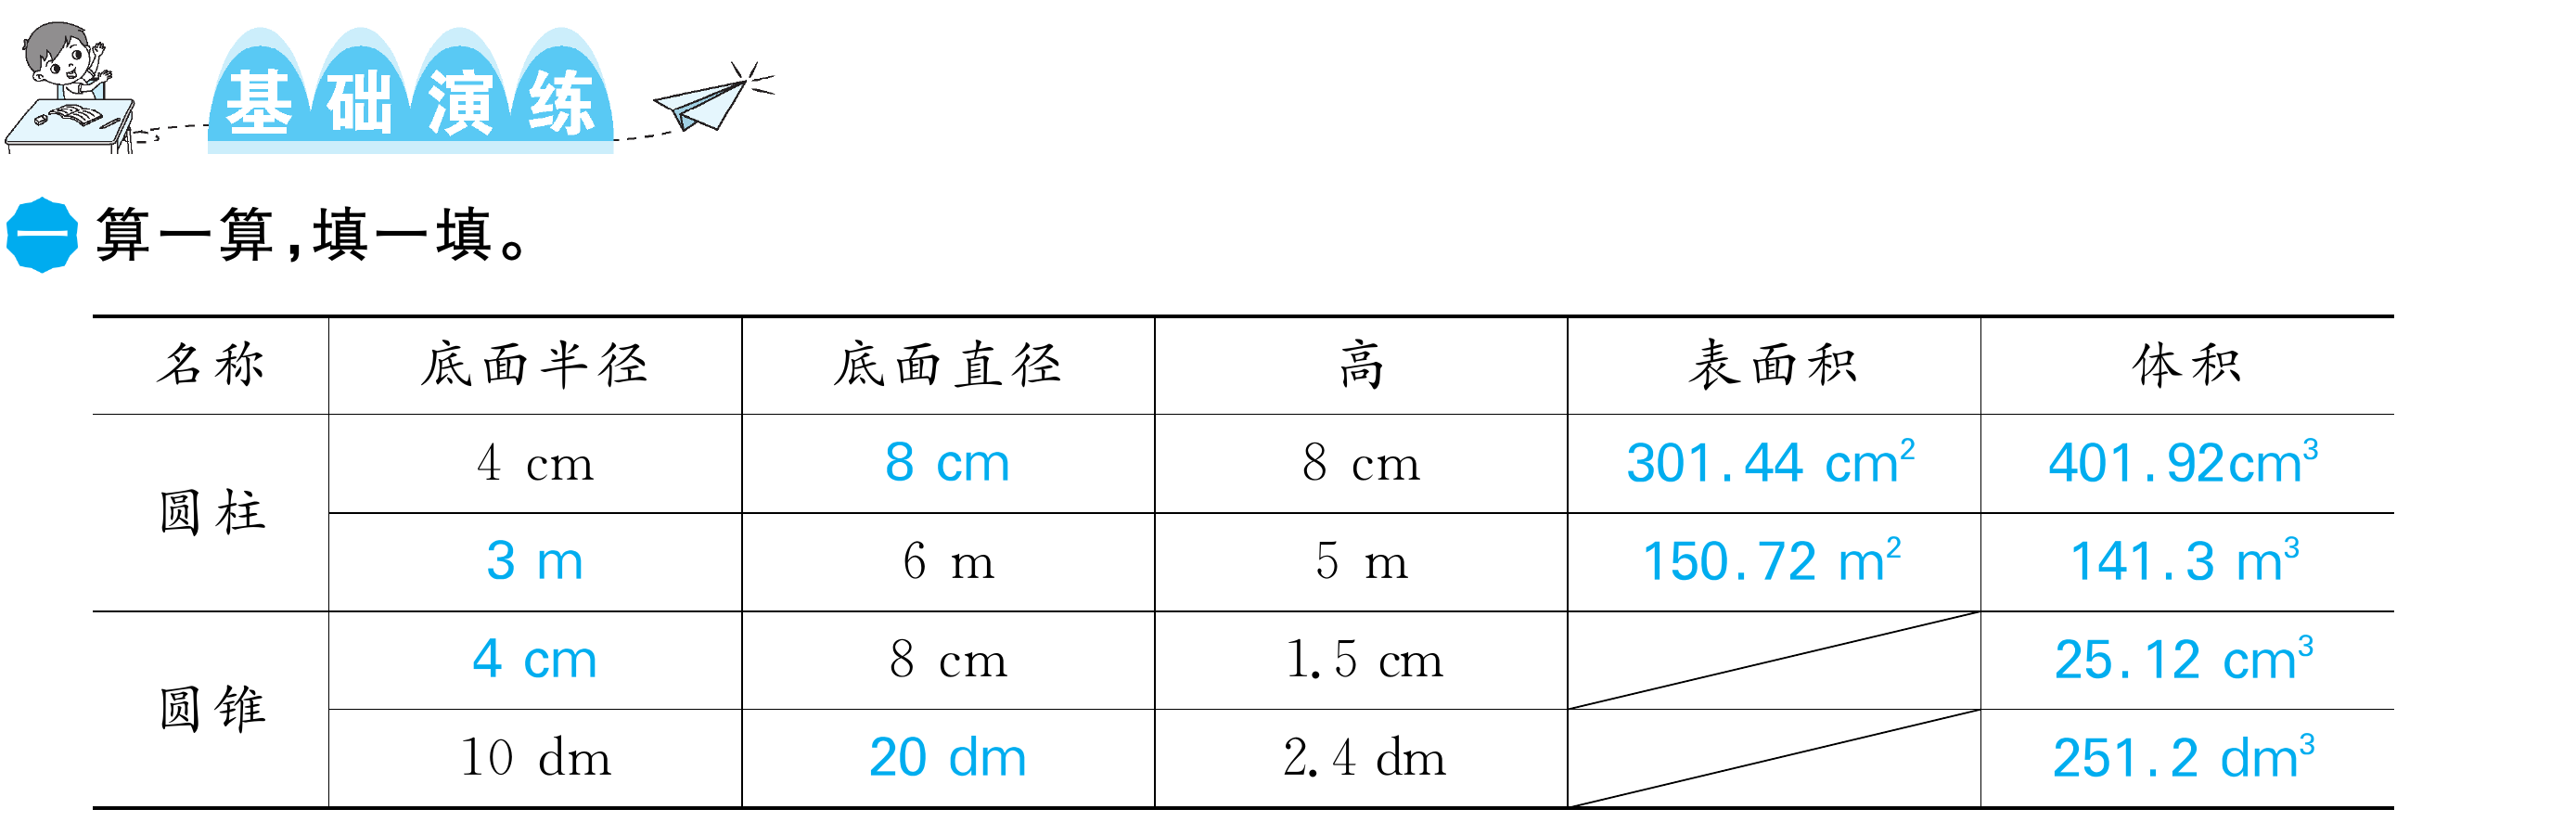 基础演练
一 算一算,填一填。
名称 底面半径 底面直径 高 表面积 体积
圆柱 4 cm 8 cm 8 cm 301.44 cm² 401.92cm³
3 m 6 m 5 m 150.72 m² 141.3 m³
圆锥 4 cm 8 cm 1.5 cm 25.12 cm³
10 dm 20 dm 2.4 dm 251.2 dm³